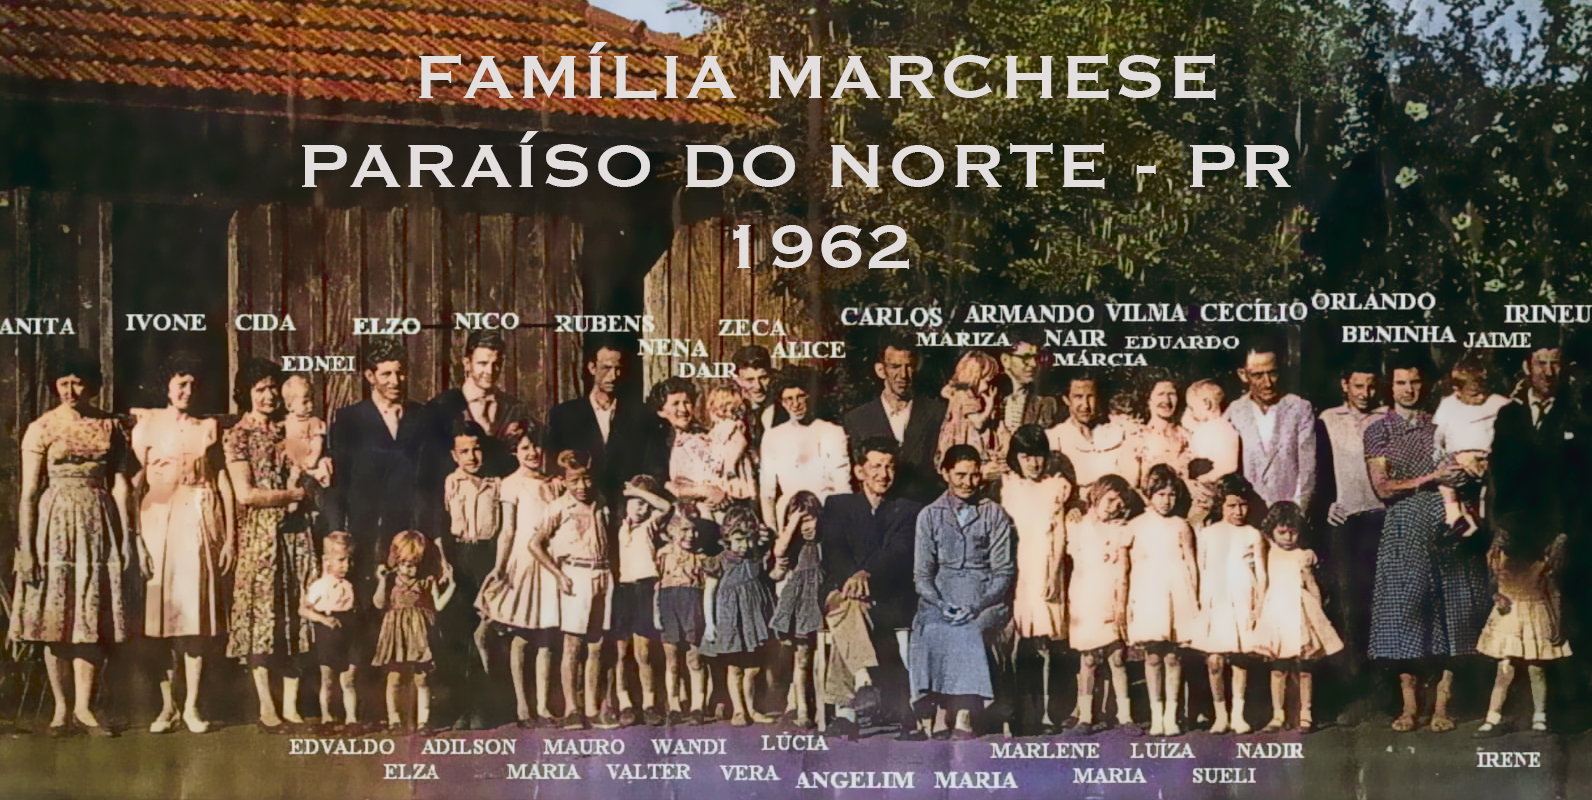 FAMÍLIA MARCHESE
PARAÍSO DO NORTE - PR
1962
ANITA IVONE CIDA ELZO NICO RUBENS ZECA CARLOS ARMANDO VILMA CECÍLIO ORLANDO IRINEU
EDNEI NENA ALICE MARIZA NAIR EDUARDO BENINHA JAIME
DAIR MÁRCIA
EDVALDO ADILSON MAURO WANDI LÚCIA MARLENE LUÍZA NADIR
ELZA MARIA VALTER VERA ANGELIM MARIA MARIA SUELI IRENE